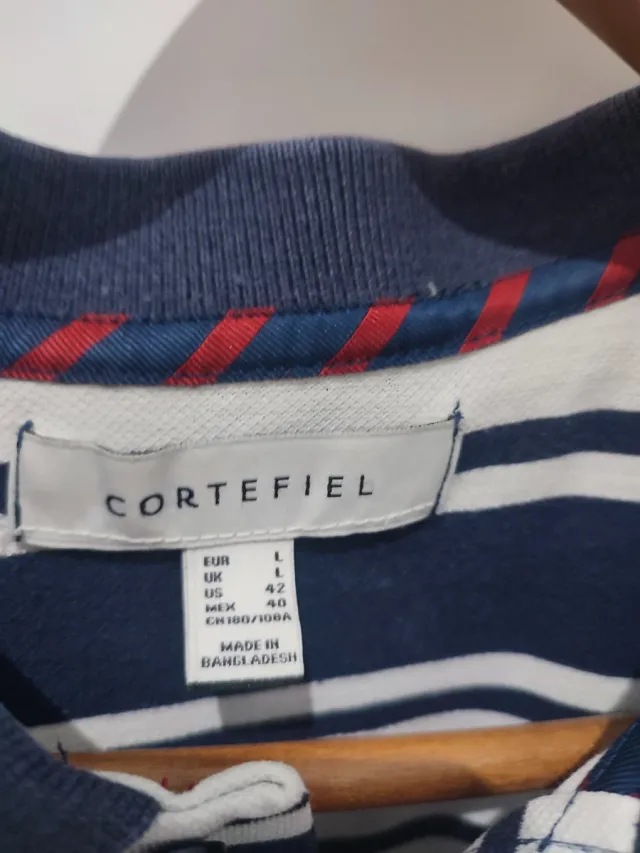 CORTEFIEL
EUR L
UK L
US 42
MEX 40
CN180/108A
MADE IN
BANGLADESH